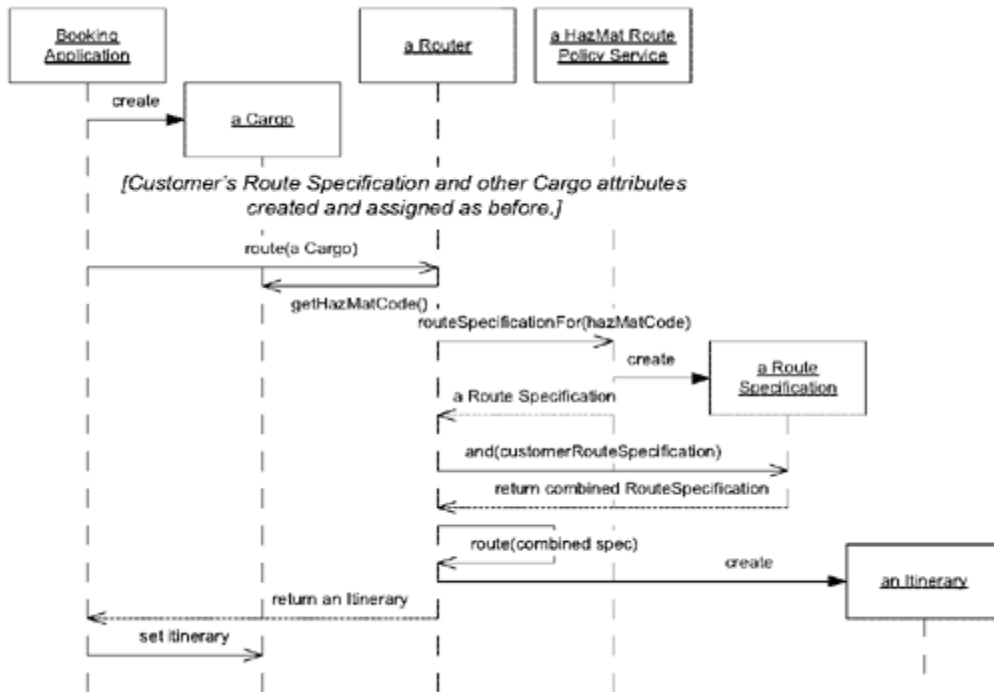 Booking
Application
a Router
a HazMat Route
Policy Service
create
a Cargo
[Customer's Route Specification and other Cargo attributes
created and assigned as before.]
route(a Cargo)
getHazMatCode()
routeSpecificationFor(hazMatCode)
create
a Route
Specification
a Route Specification
and(customerRouteSpecification)
return combined RouteSpecification
route(combined spec)
create
an Itinerary
return an Itinerary
set itinerary